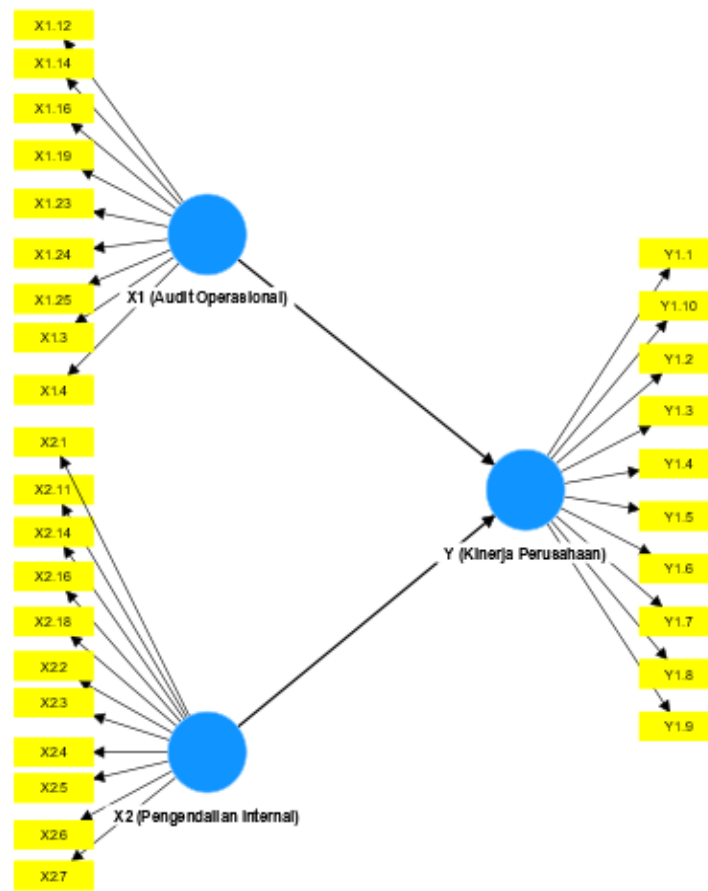 X1.12
X1.14
X1.16
X1.19
X1.23
X1.24
X1.25
X1.3
X1.4
X1 (Audit Operasional)
X2.1
X2.11
X2.14
X2.16
X2.18
X2.2
X2.3
X2.4
X2.5
X2.6
X2.7
X2 (Pengendalian Internal)
Y (Kinerja Perusahaan)
Y1.1
Y1.10
Y1.2
Y1.3
Y1.4
Y1.5
Y1.6
Y1.7
Y1.8
Y1.9